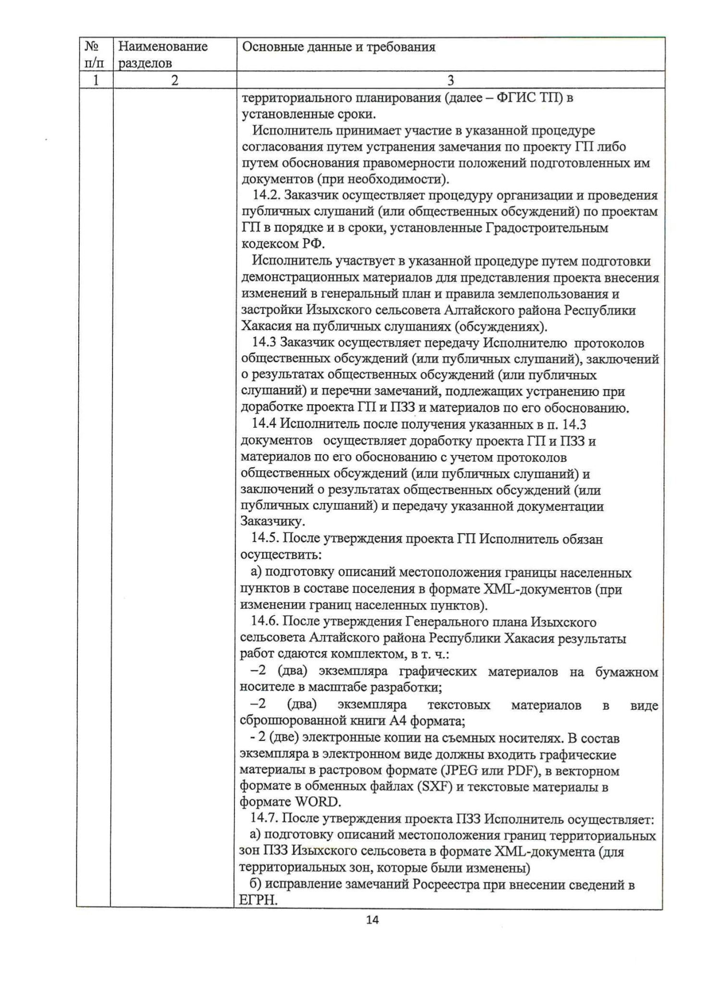 № Наименование Основные данные и требования
п/п разделов
1 2 3
территориального планирования (далее – ФГИС ТП) в
установленные сроки.
Исполнитель принимает участие в указанной процедуре
согласования путем устранения замечания по проекту ГП либо
путем обоснования правомерности положений подготовленных им
документов (при необходимости).
14.2. Заказчик осуществляет процедуру организации и проведения
публичных слушаний (или общественных обсуждений) по проектам
ГП в порядке и в сроки, установленные Градостроительным
кодексом РФ.
Исполнитель участвует в указанной процедуре путем подготовки
демонстрационных материалов для представления проекта внесения
изменений в генеральный план и правила землепользования и
застройки Изыхского сельсовета Алтайского района Республики
Хакасия на публичных слушаниях (обсуждениях).
14.3 Заказчик осуществляет передачу Исполнителю протоколов
общественных обсуждений (или публичных слушаний), заключений
о результатах общественных обсуждений (или публичных
слушаний) и перечни замечаний, подлежащих устранению при
доработке проекта ГП и ПЗЗ и материалов по его обоснованию.
14.4 Исполнитель после получения указанных в п. 14.3
документов осуществляет доработку проекта ГП и ПЗЗ и
материалов по его обоснованию с учетом протоколов
общественных обсуждений (или публичных слушаний) и
заключений о результатах общественных обсуждений (или
публичных слушаний) и передачу указанной документации
Заказчику.
14.5. После утверждения проекта ГП Исполнитель обязан
осуществить:
а) подготовку описаний местоположения границы населенных
пунктов в составе поселения в формате XML-документов (при
изменении границ населенных пунктов).
14.6. После утверждения Генерального плана Изыхского
сельсовета Алтайского района Республики Хакасия результаты
работ сдаются комплектом, в т. ч.:
–2 (два) экземпляра графических материалов на бумажном
носителе в масштабе разработки;
–2 (два) экземпляра текстовых материалов в виде
сброшюрованной книги А4 формата;
- 2 (две) электронные копии на съемных носителях. В состав
экземпляра в электронном виде должны входить графические
материалы в растровом формате (JPEG или PDF), в векторном
формате в обменных файлах (SXF) и текстовые материалы в
формате WORD.
14.7. После утверждения проекта ПЗЗ Исполнитель осуществляет:
а) подготовку описаний местоположения границ территориальных
зон ПЗЗ Изыхского сельсовета в формате XML-документа (для
территориальных зон, которые были изменены)
б) исправление замечаний Росреестра при внесении сведений в
ЕГРН.
14